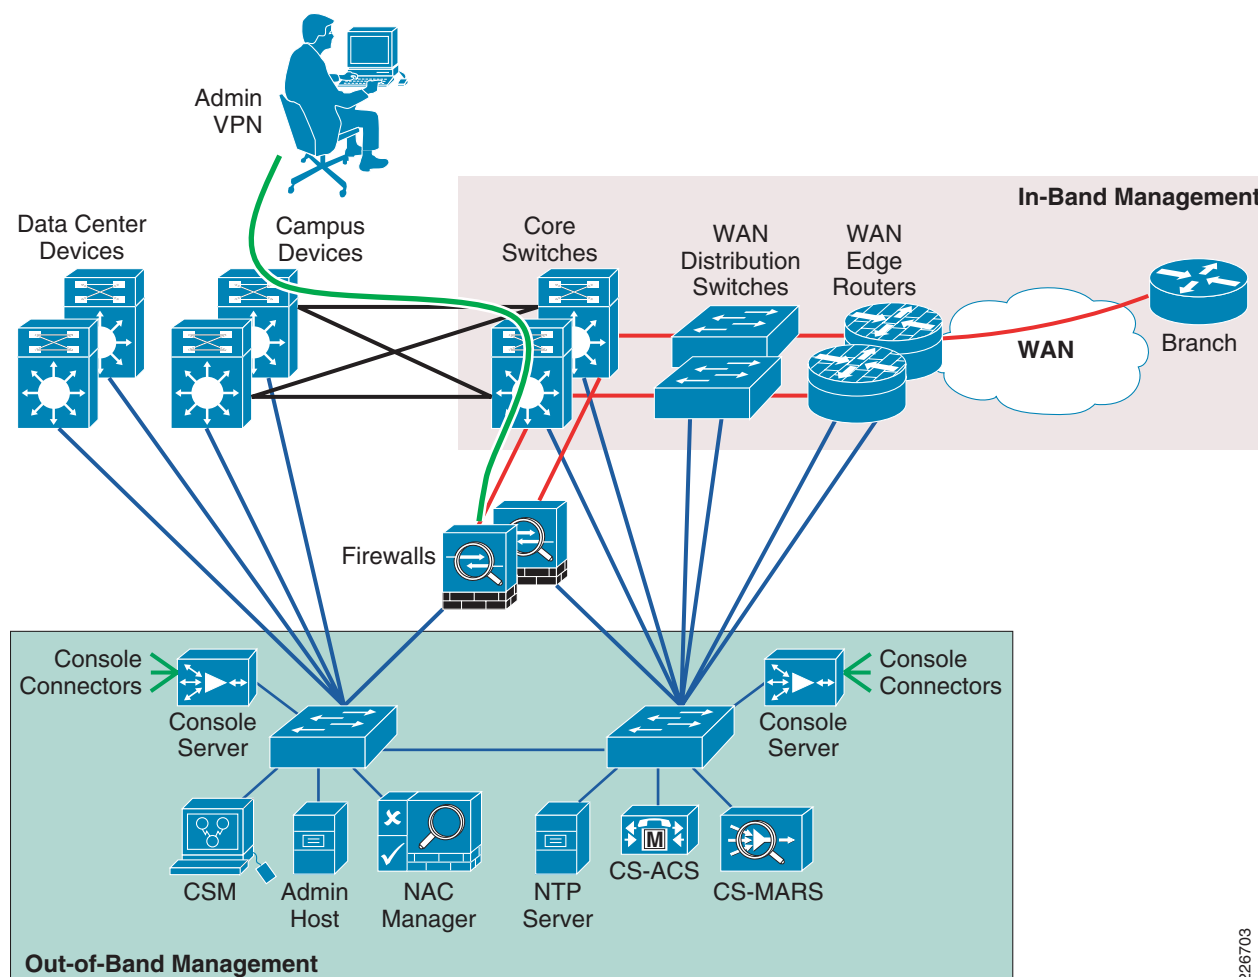 Admin
VPN
In-Band Management
Data Center
Devices
Campus
Devices
Core
Switches
WAN
Distribution
Switches
WAN
Edge
Routers
WAN
Branch
Firewalls
Console
Connectors
Console
Server
Console
Connectors
Console
Server
M
CSM
Admin
Host
NAC
Manager
NTP
Server
CS-ACS
CS-MARS
Out-of-Band Management
226703